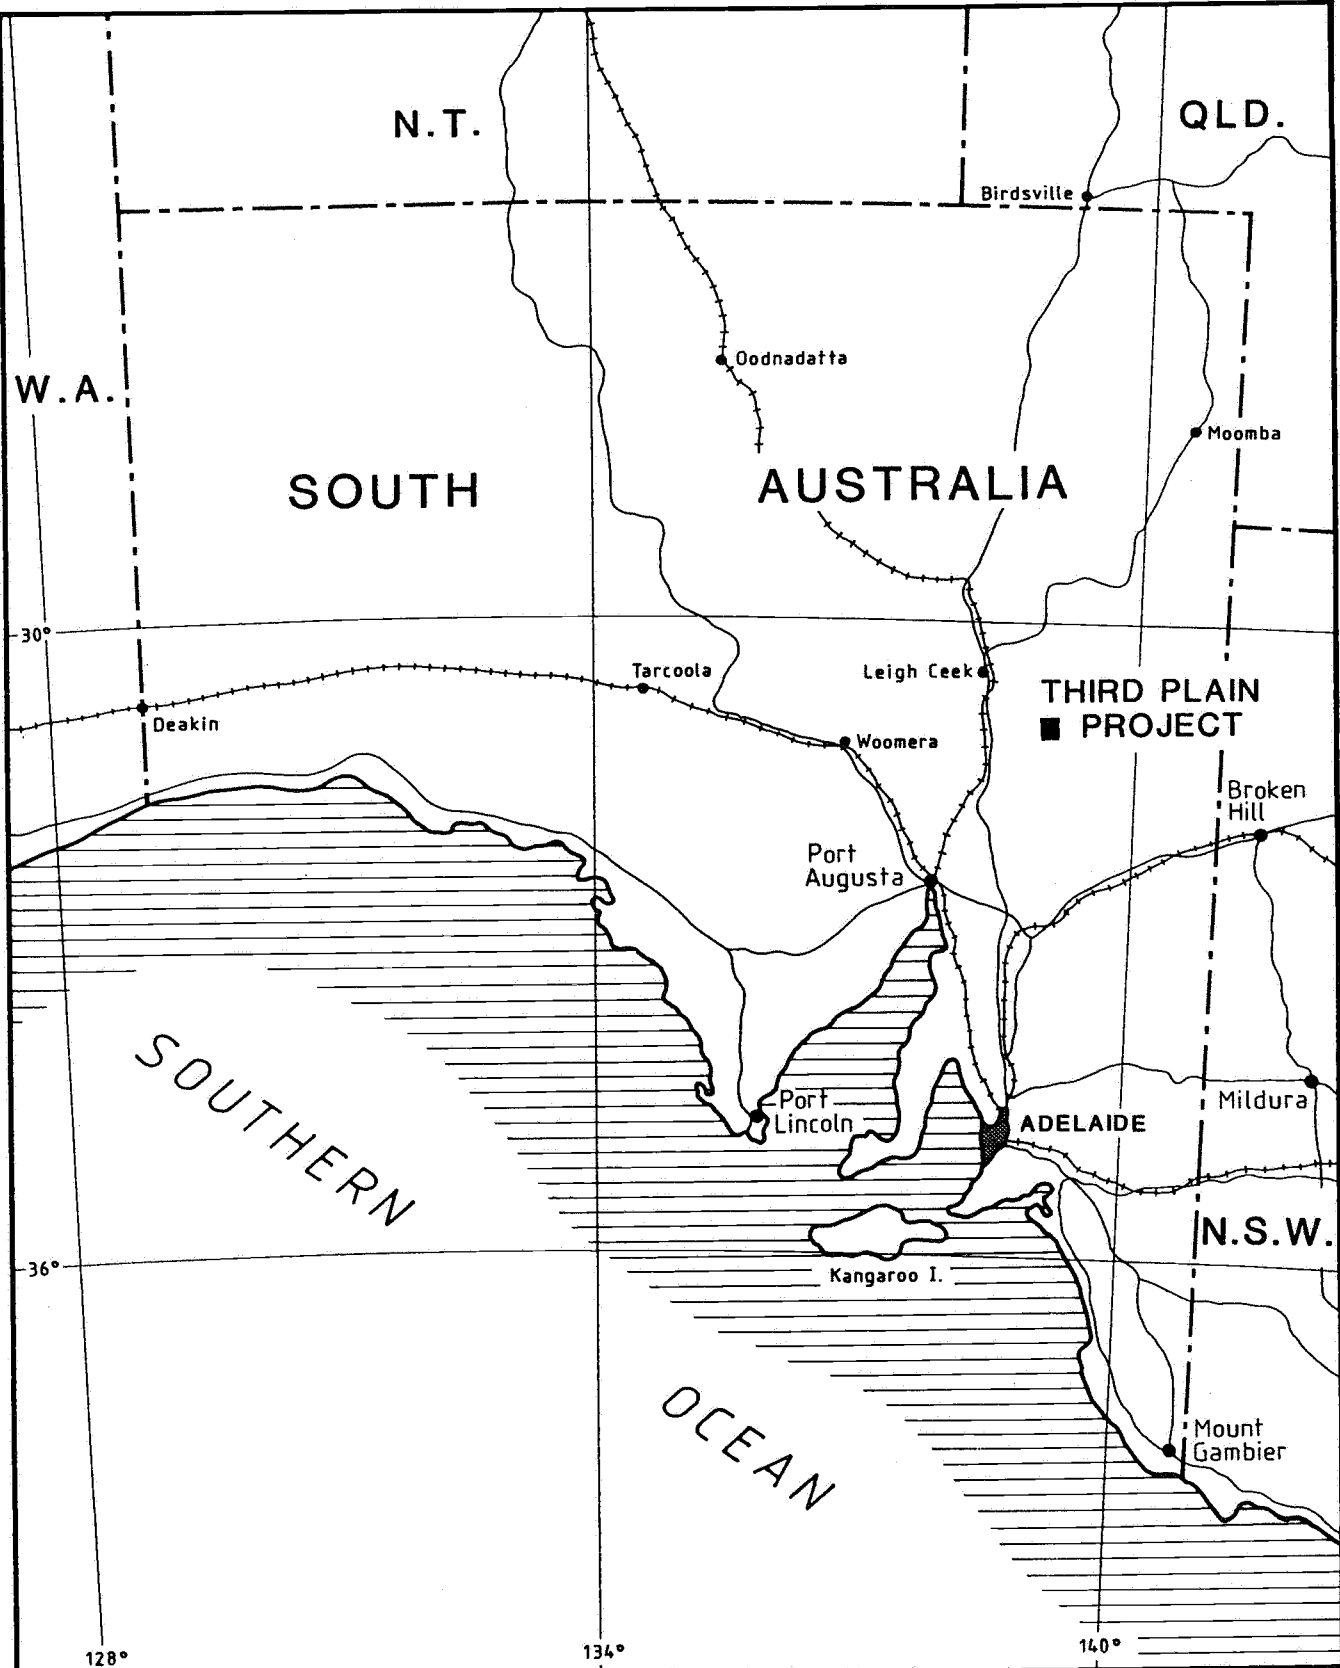 N.T.
QLD.
Birdsville
Oodnadatta
W.A.
Moomba
SOUTH AUSTRALIA
30°
Tarcoola
Leigh Ceek
THIRD PLAIN
PROJECT
Deakin
Woomera
Broken
Hill
Port
Augusta
SOUTHERN
Port
Lincoln
Mildura
ADELAIDE
N.S.W.
36°
Kangaroo I.
OCEAN
Mount
Gambier
128°
134°
140°